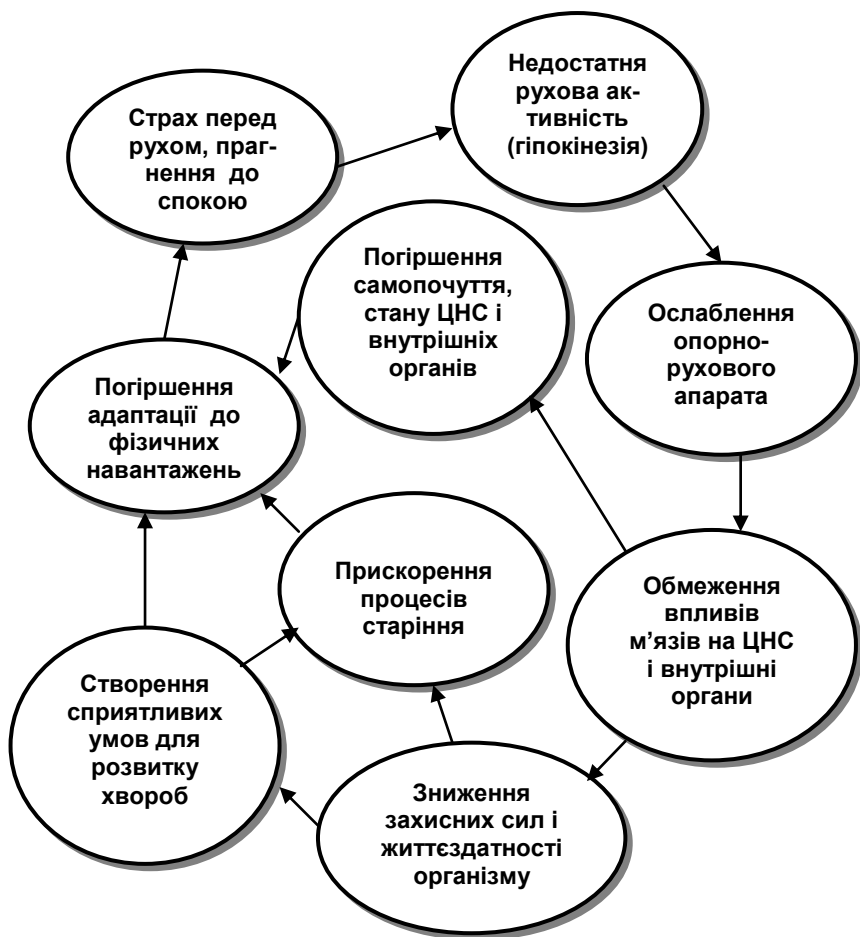 Недостатня
рухова ак-
тивність
(гіпокінезія)
Страх перед
рухом, праг-
нення до
спокою
Погіршення
самопочуття,
стану ЦНС і
внутрішніх
органів
Ослаблення
опорно-
рухового
апарата
Погіршення
адаптації до
фізичних
навантажень
Прискорення
процесів
старіння
Обмеження
впливів
м’язів на ЦНС
і внутрішні
органи
Створення
сприятливих
умов для
розвитку
хвороб
Зниження
захисних сил і
життєздатності
організму